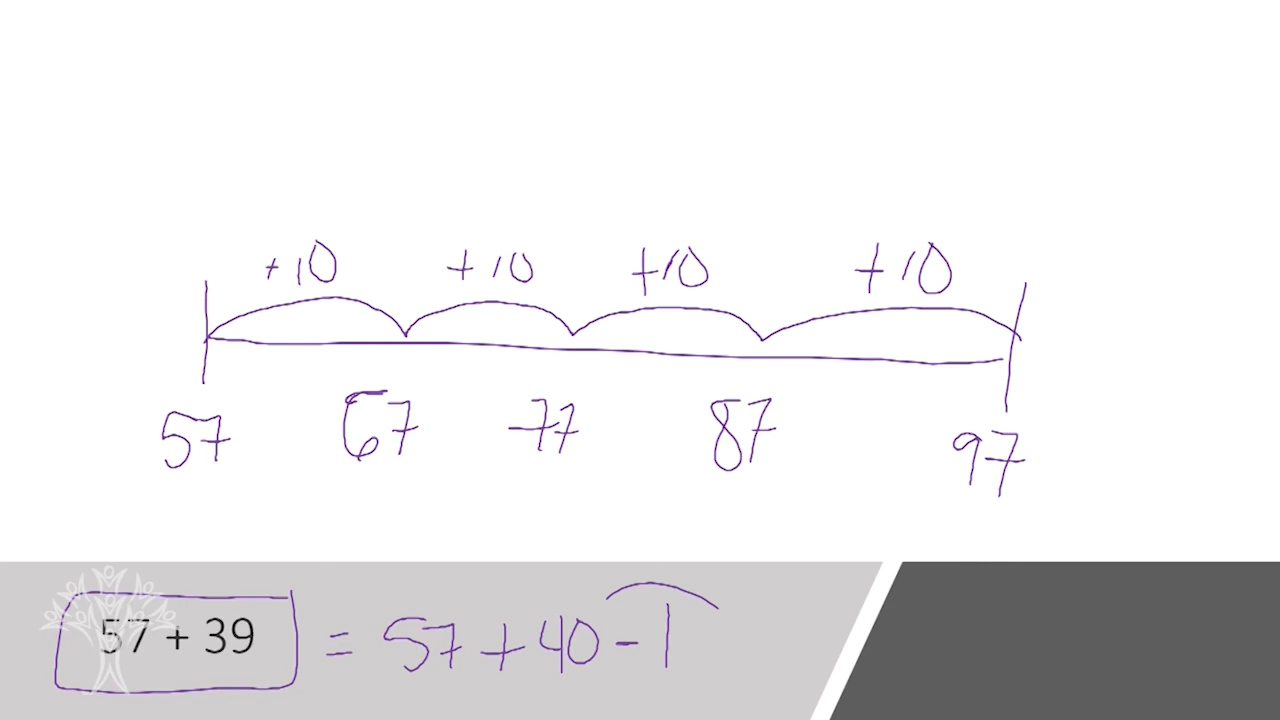 +10 +10 +10 +10
57 67 77 87 97
57 + 39 = 57 + 40 - 1